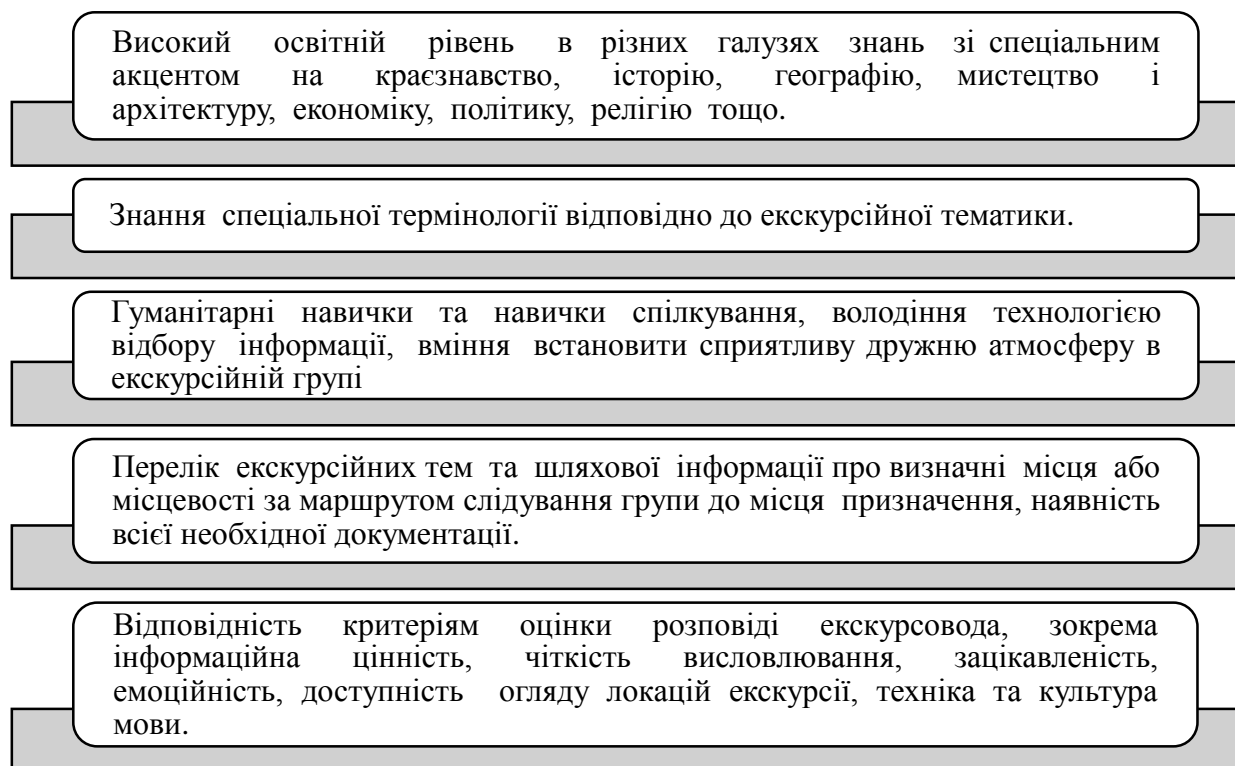 Високий освітній рівень в різних галузях знань зі спеціальним
акцентом на краєзнавство, історію, географію, мистецтво і
архітектуру, економіку, політику, релігію тощо.
Знання спеціальної термінології відповідно до екскурсійної тематики.
Гуманітарні навички та навички спілкування, володіння технологією
відбору інформації, вміння встановити сприятливу дружню атмосферу в
екскурсійній групі
Перелік екскурсійних тем та шляхової інформації про визначні місця або
місцевості за маршрутом слідування групи до місця призначення, наявність
всієї необхідної документації.
Відповідність критеріям оцінки розповіді екскурсовода, зокрема
інформаційна цінність, чіткість висловлювання, зацікавленість,
емоційність, доступність огляду локацій екскурсії, техніка та культура
мови.